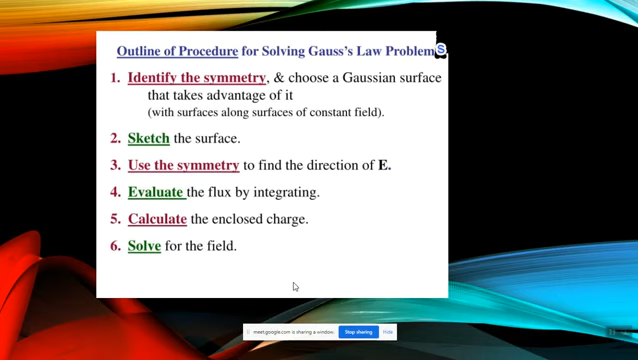 Outline of Procedure for Solving Gauss's Law Problems
1. Identify the symmetry, & choose a Gaussian surface
that takes advantage of it
(with surfaces along surfaces of constant field).
2. Sketch the surface.
3. Use the symmetry to find the direction of E.
4. Evaluate the flux by integrating.
5. Calculate the enclosed charge.
6. Solve for the field.
meet.google.com is sharing a window. Stop sharing Hide